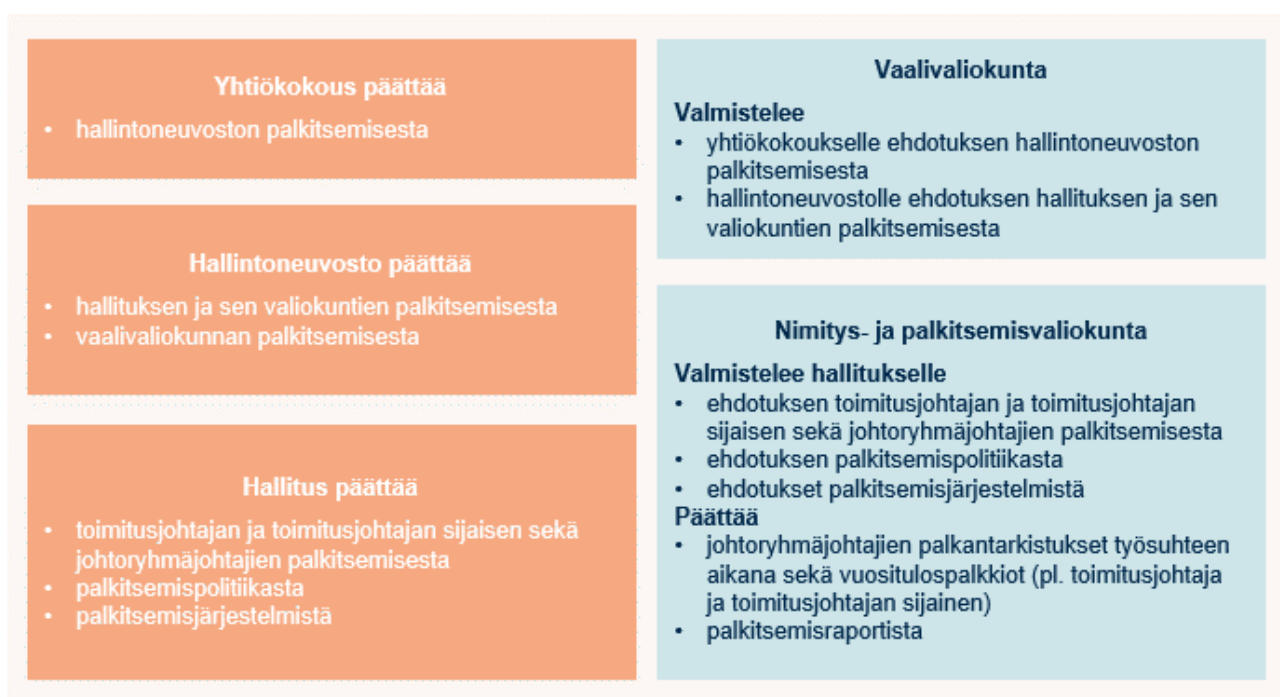 Yhtiökokous päättää
• hallintoneuvoston palkitsemisesta
Hallintoneuvosto päättää
• hallituksen ja sen valiokuntien palkitsemisesta
• vaalivaliokunnan palkitsemisesta
Hallitus päättää
• toimitusjohtajan ja toimitusjohtajan sijaisen sekä
johtoryhmäjohtajien palkitsemisesta
• palkitsemispolitiikasta
• palkitsemisjärjestelmistä
Vaalivaliokunta
Valmistelee
• yhtiökokoukselle ehdotuksen hallintoneuvoston
palkitsemisesta
• hallintoneuvostolle ehdotuksen hallituksen ja sen
valiokuntien palkitsemisesta
Nimitys- ja palkitsemisvaliokunta
Valmistelee hallitukselle
• ehdotuksen toimitusjohtajan ja toimitusjohtajan
sijaisen sekä johtoryhmäjohtajien palkitsemisesta
• ehdotuksen palkitsemispolitiikasta
• ehdotukset palkitsemisjärjestelmistä
Päättää
• johtoryhmäjohtajien palkantarkistukset työsuhteen
aikana sekä vuositulospalkkiot (pl. toimitusjohtaja
ja toimitusjohtajan sijainen)
• palkitsemisraportista